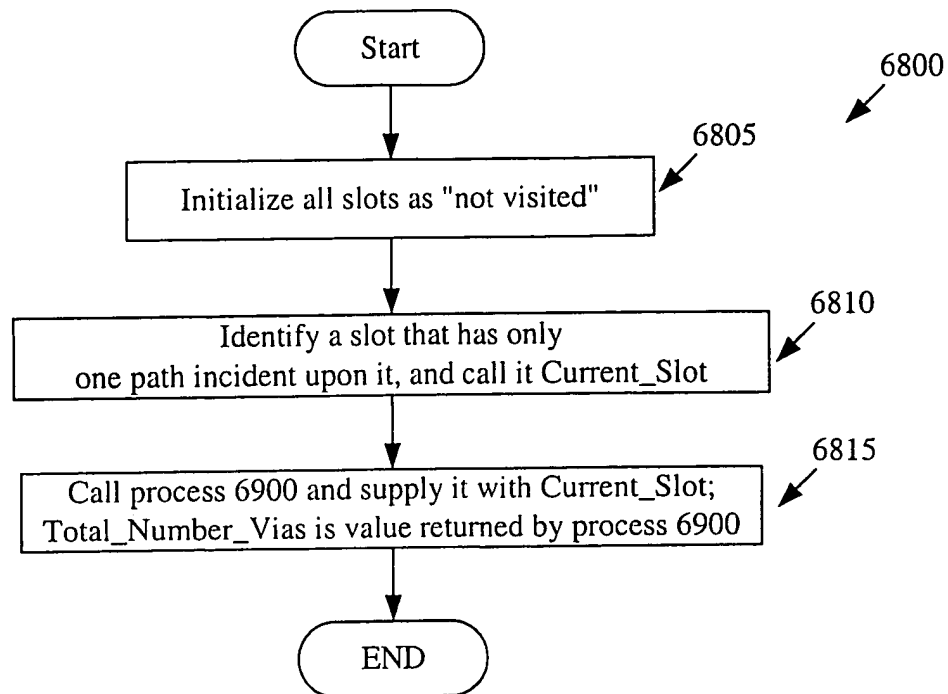 Start
6800
6805
Initialize all slots as "not visited"
6810
Identify a slot that has only
one path incident upon it, and call it Current_Slot
6815
Call process 6900 and supply it with Current_Slot;
Total_Number_Vias is value returned by process 6900
END